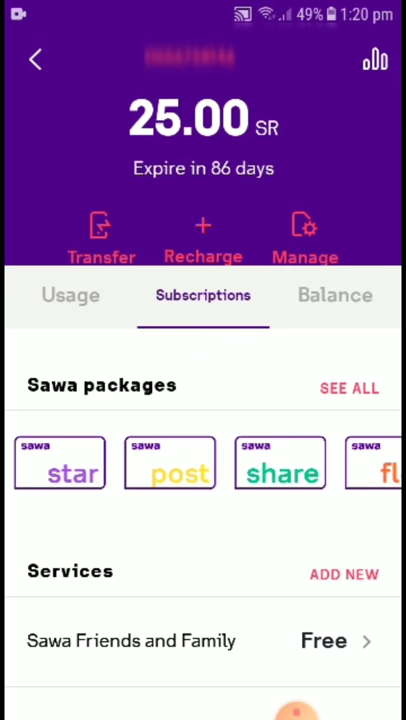 49% 1:20 pm
25.00 SR
Expire in 86 days
Transfer Recharge Manage
Usage Subscriptions Balance
Sawa packages SEE ALL
sawa sawa sawa sawa
star post share fl
Services ADD NEW
Sawa Friends and Family Free